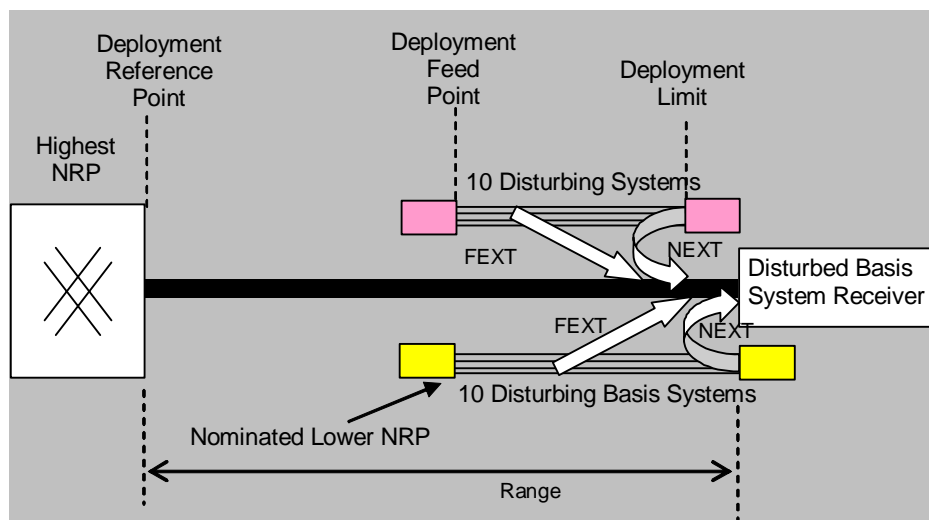 Deployment
Reference
Point
Deployment
Feed
Point
Deployment
Limit
Highest
NRP
10 Disturbing Systems
FEXT
NEXT
Disturbed Basis
System Receiver
FEXT
NEXT
10 Disturbing Basis Systems
Nominated Lower NRP
Range